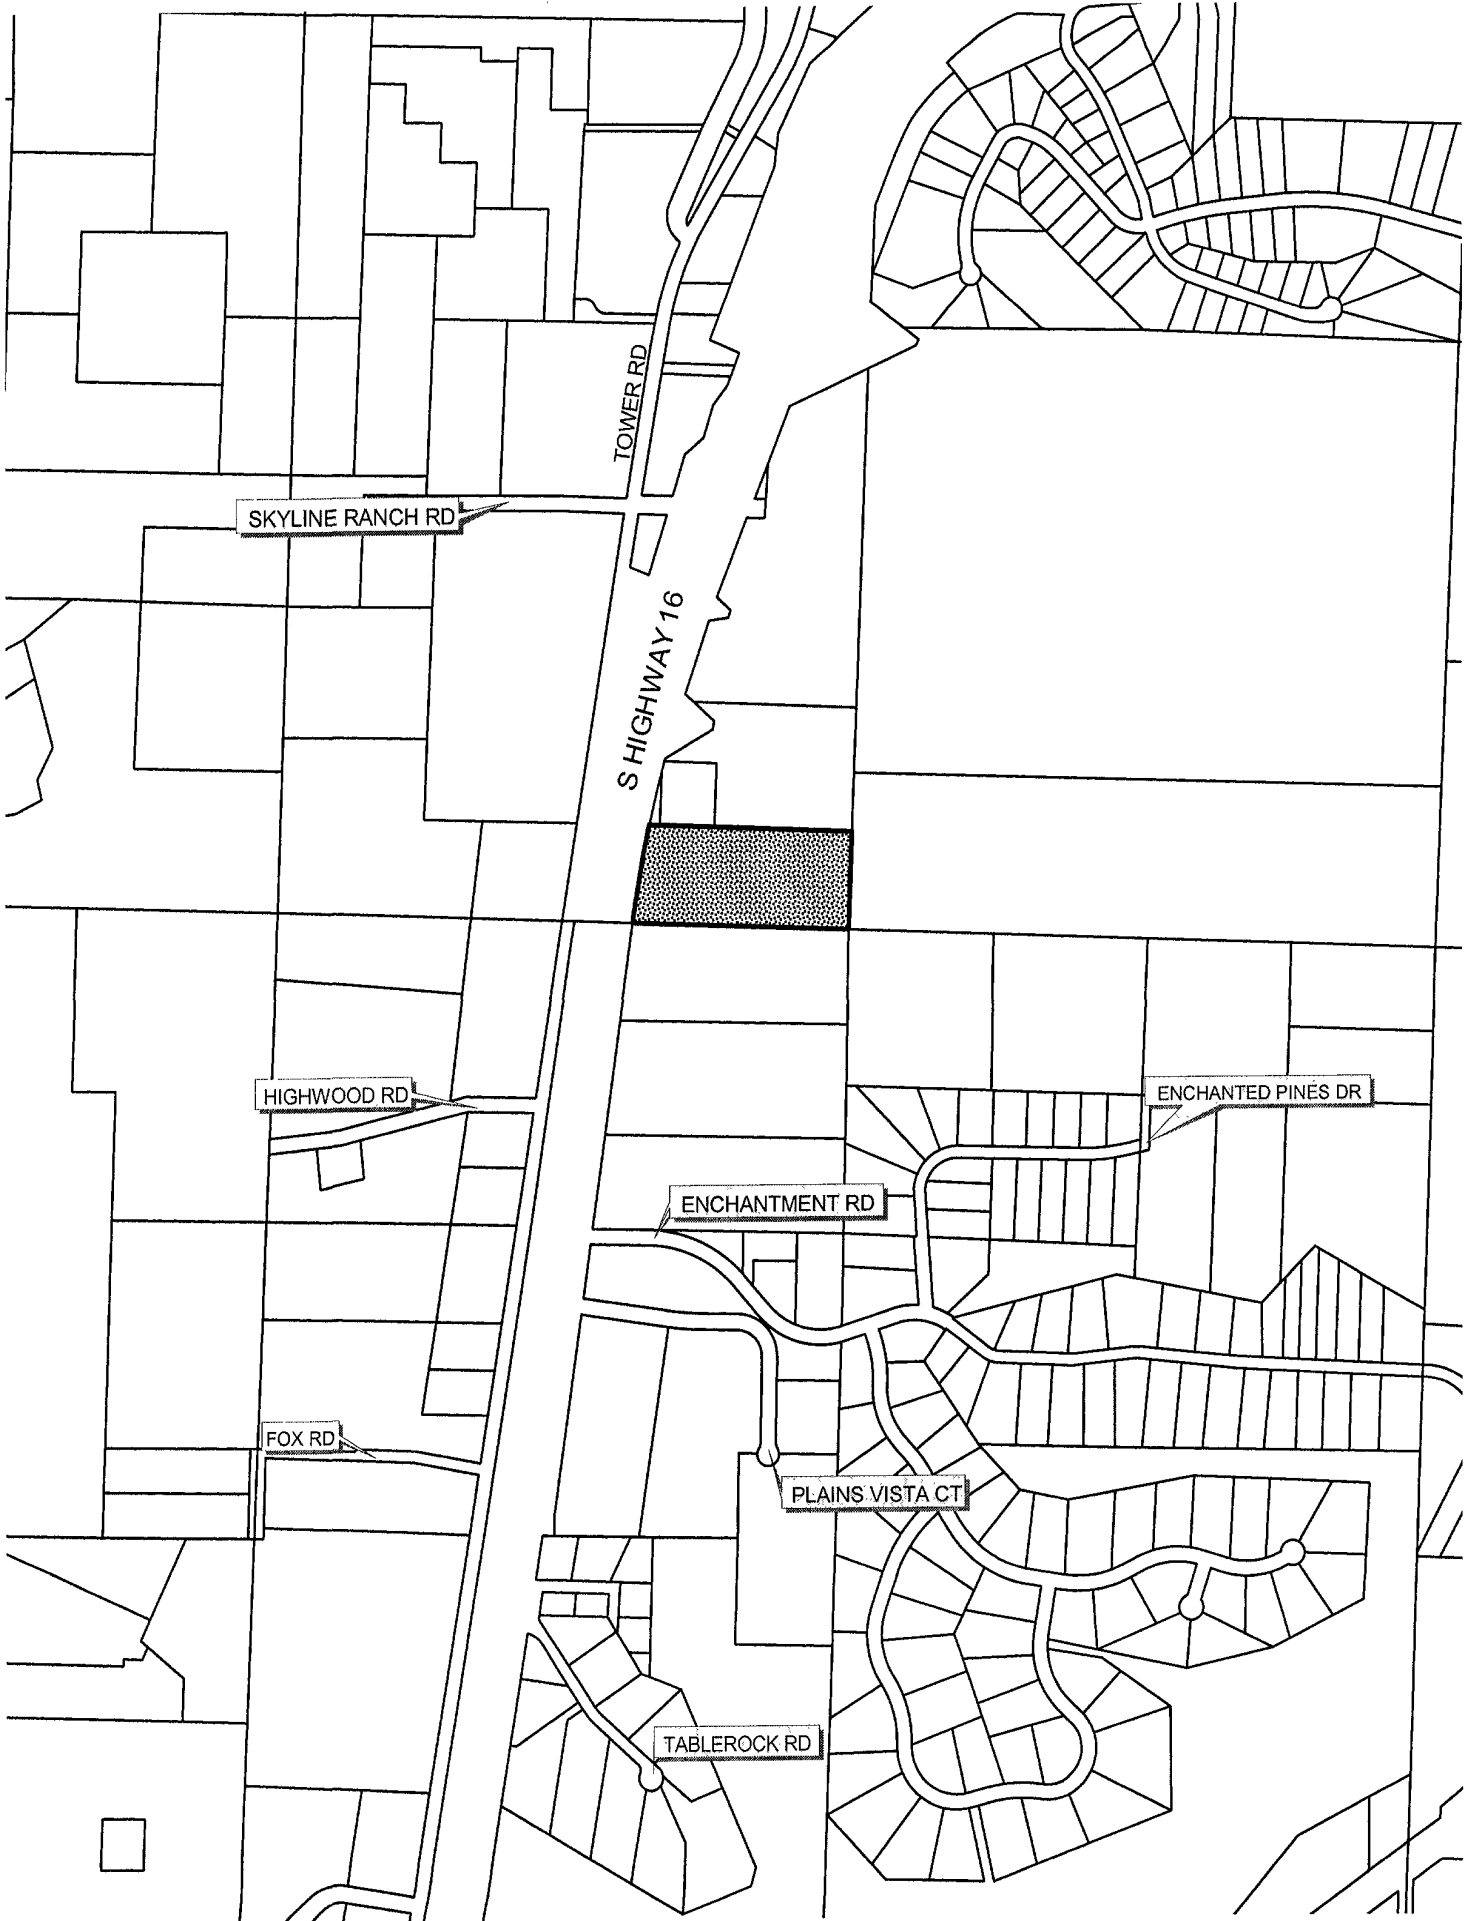 TOWER RD
SKYLINE RANCH RD
S HIGHWAY 16
HIGHWOOD RD
ENCHANTED PINES DR
ENCHANTMENT RD
FOX RD
PLAINS VISTA CT
TABLEROCK RD